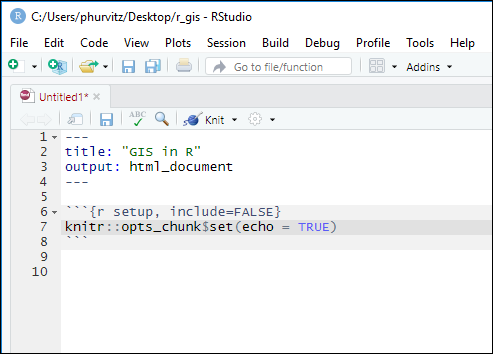 C:/Users/phurvitz/Desktop/r_gis - RStudio
File Edit Code View Plots Session Build Debug Profile Tools Help
Go to file/function Addins
Untitled1*
ABC Knit
1 ---
2 title: "GIS in R"
3 output: html_document
4 ---
5
6 ```{r setup, include=FALSE}
7 knitr::opts_chunk$set(echo = TRUE)
8 ```
9
10